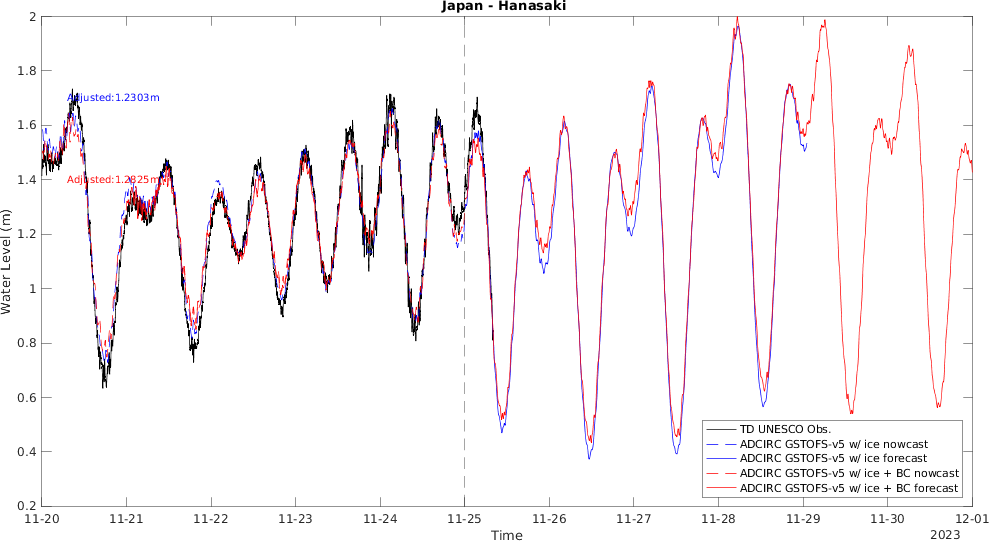 Japan - Hanasaki
Water Level (m)
2
1.8
1.6
1.4
1.2
1
0.8
0.6
0.4
0.2
Adjusted:1.2303m
Adjusted:1.2825m
TD UNESCO Obs.
ADCIRC GSTOFS-v5 w/ ice nowcast
ADCIRC GSTOFS-v5 w/ ice forecast
ADCIRC GSTOFS-v5 w/ ice + BC nowcast
ADCIRC GSTOFS-v5 w/ ice + BC forecast
11-20 11-21 11-22 11-23 11-24 11-25 11-26 11-27 11-28 11-29 11-30 12-01
Time
2023